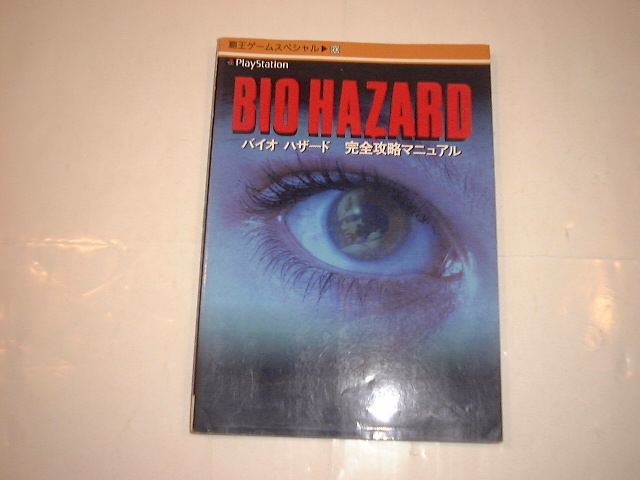 覇王ゲームスペシャル▶
PlayStation
BIO HAZARD
バイオ ハザード 完全攻略マニュアル